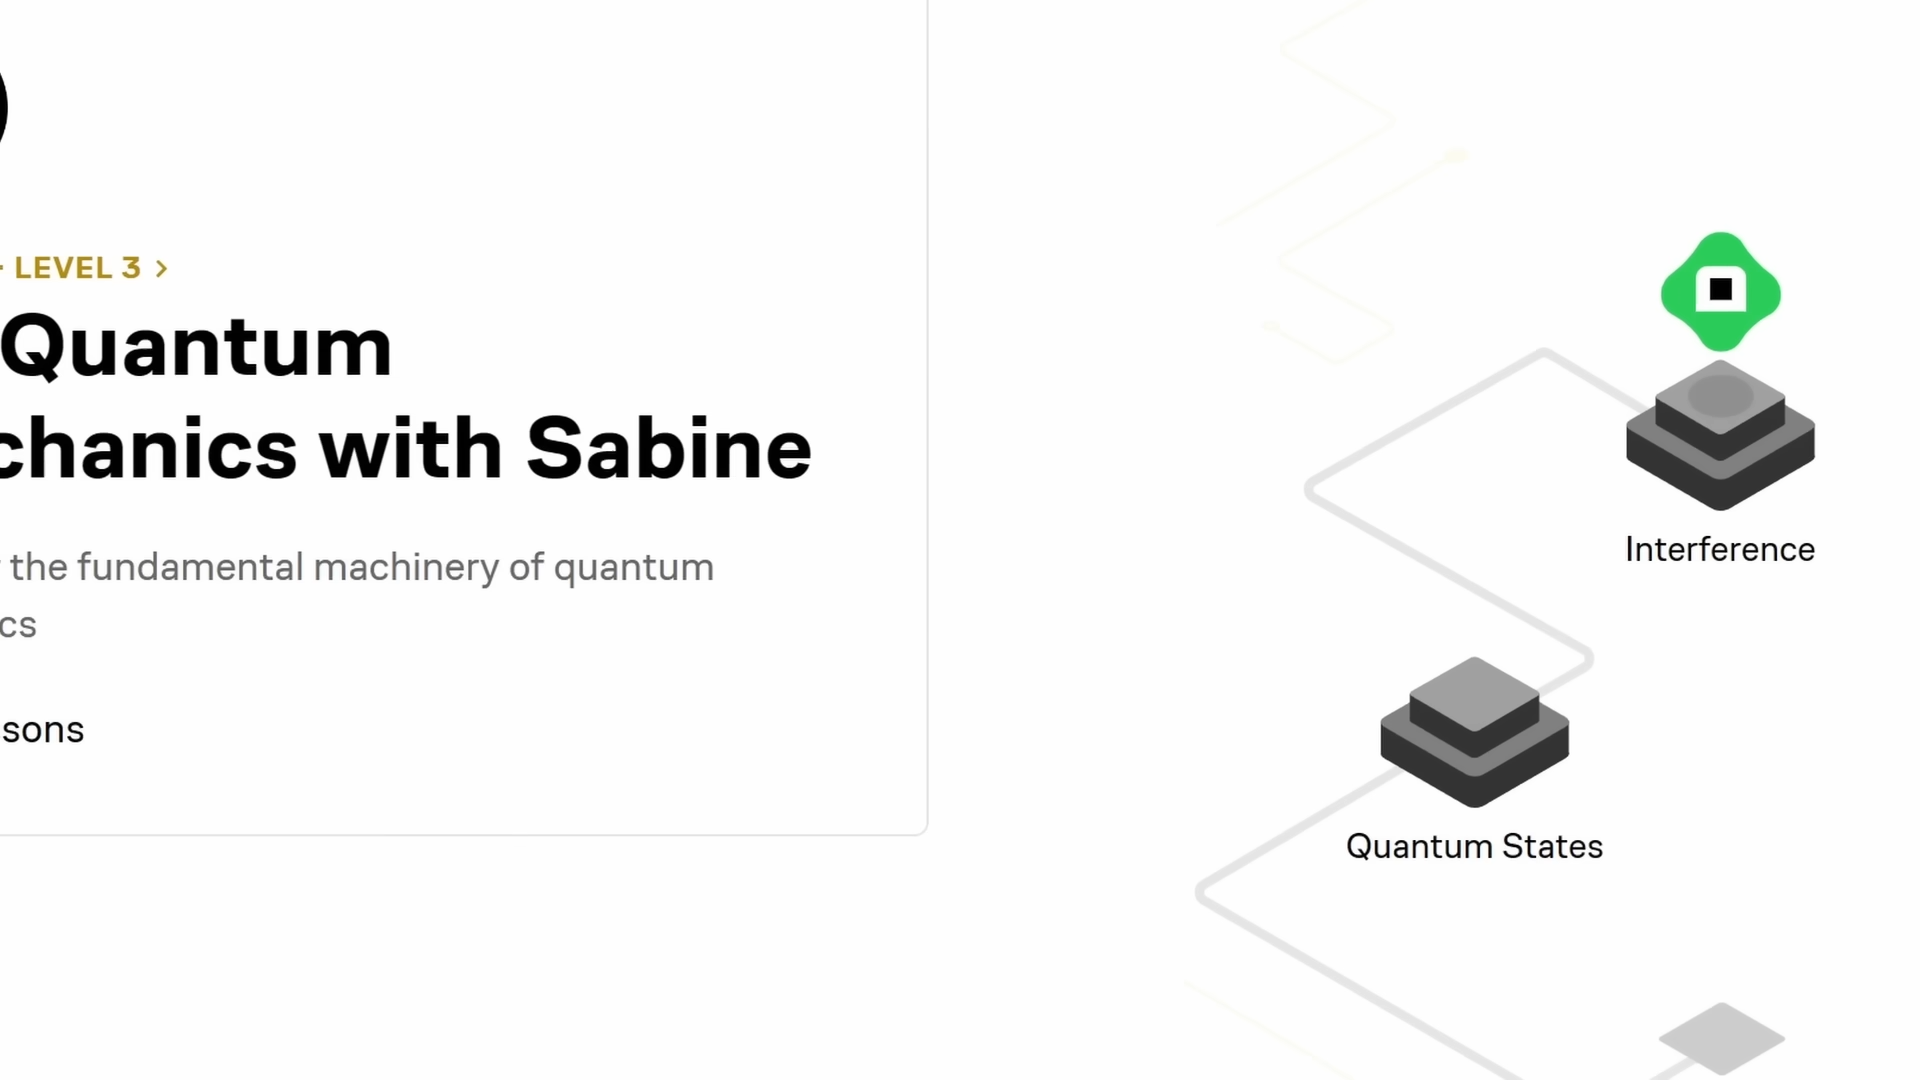 · LEVEL 3 >
Quantum
chanics with Sabine
the fundamental machinery of quantum
cs
sons
Interference
Quantum States